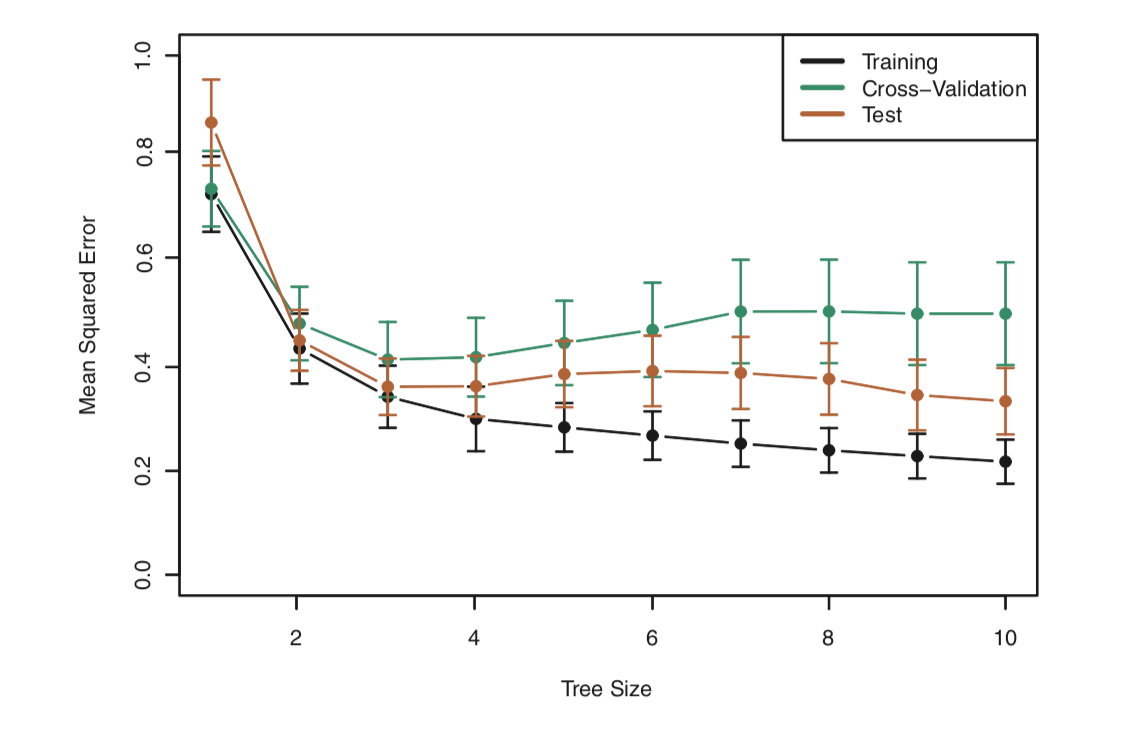 Training
Cross−Validation
Test
Mean Squared Error
1.0
0.8
0.6
0.4
0.2
0.0
2 4 6 8 10
Tree Size